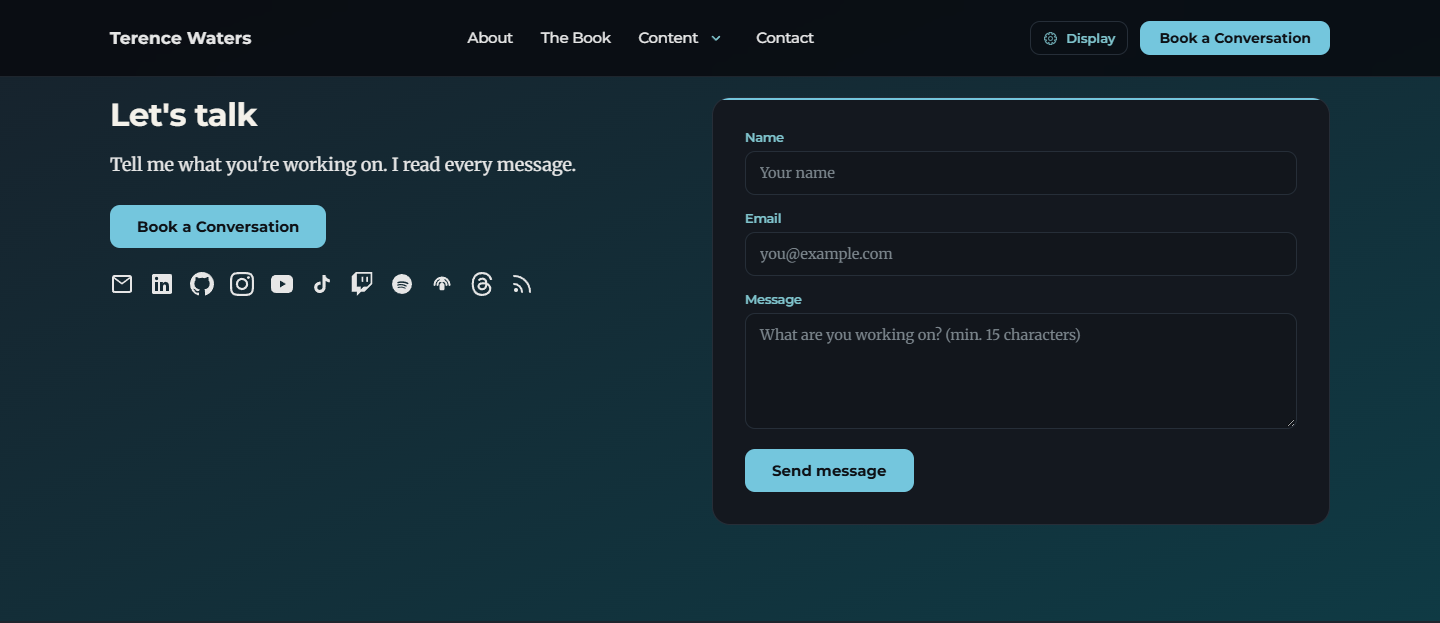 Terence Waters
About
The Book
Content
Contact
Display
Book a Conversation
Let's talk
Tell me what you're working on. I read every message.
Book a Conversation
Name
Your name
Email
you@example.com
Message
What are you working on? (min. 15 characters)
Send message